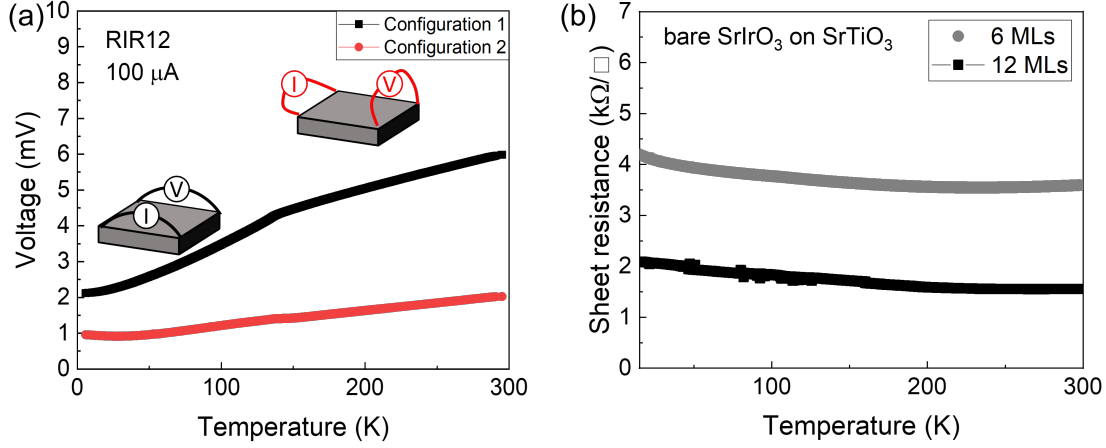 (a)
RIR12
100 μA
Configuration 1
Configuration 2
I
V
V
I
Voltage (mV)
10
9
8
7
6
5
4
3
2
1
0
0 100 200 300
Temperature (K)
(b)
bare SrIrO₃ on SrTiO₃
6 MLs
12 MLs
Sheet resistance (kΩ/□)
7
6
5
4
3
2
1
0
100 200 300
Temperature (K)